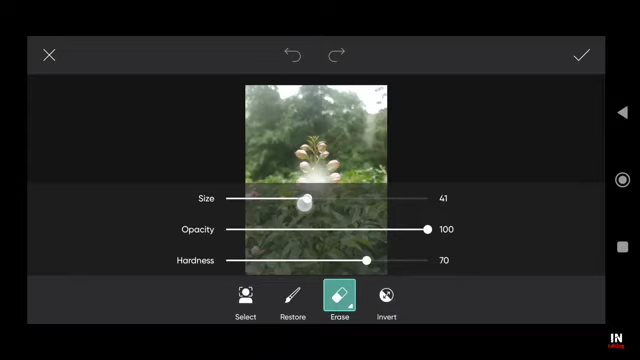 Size 41
Opacity 100
Hardness 70
Select Restore Erase Invert
IN